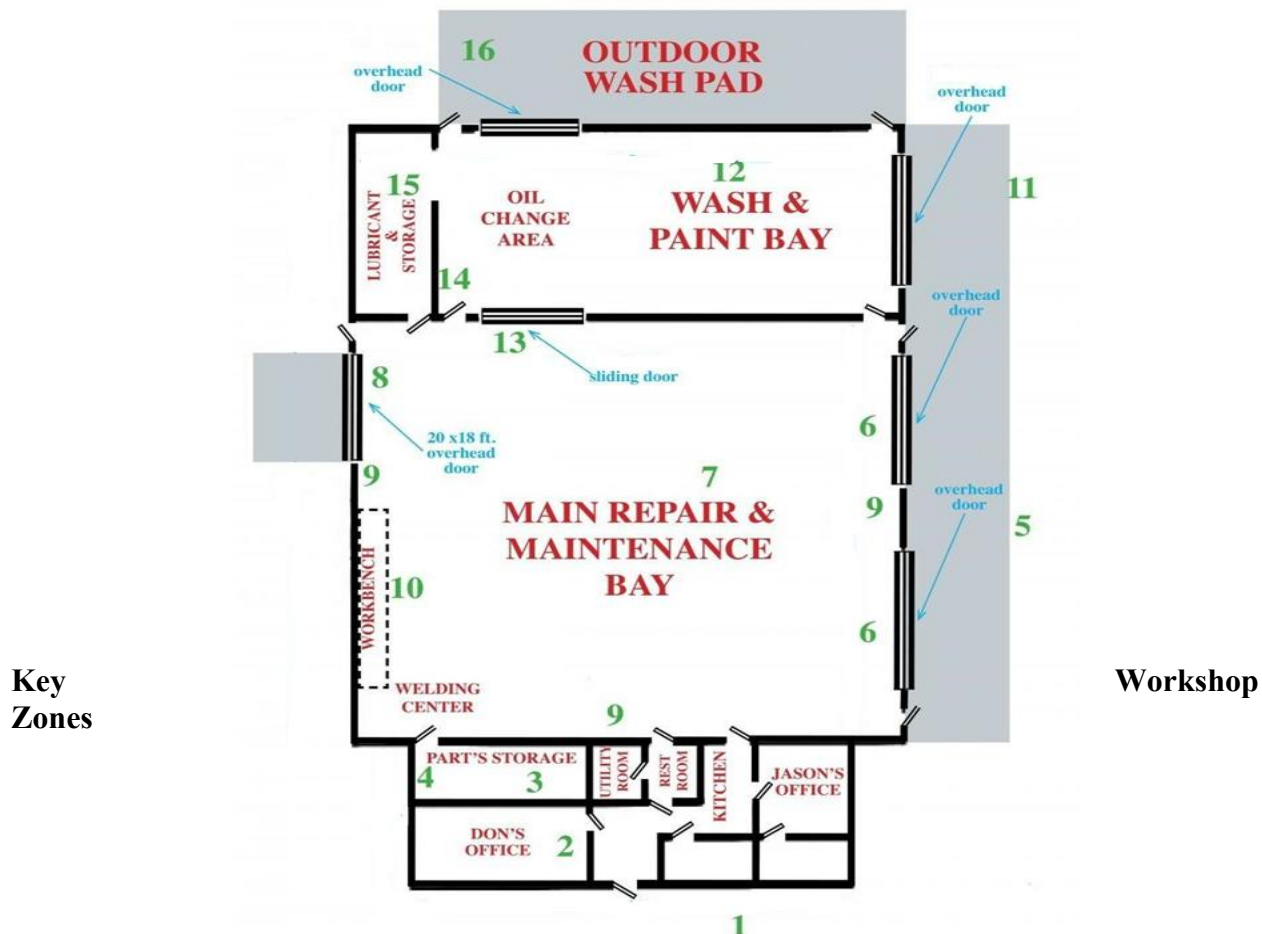 16
OUTDOOR
WASH PAD
overhead
door
overhead
door
12
15
11
LUBRICANT
&
STORAGE
OIL
CHANGE
AREA
WASH &
PAINT BAY
14
overhead
door
13
sliding door
8
6
20 x18 ft.
overhead
door
9
7
9
overhead
door
5
MAIN REPAIR &
MAINTENANCE
BAY
WORKBENCH
10
6
Key
Zones
Workshop
WELDING
CENTER
9
PART'S STORAGE
4
3
UTILITY
ROOM
REST
ROOM
KITCHEN
JASON'S
OFFICE
DON'S
OFFICE
2
1